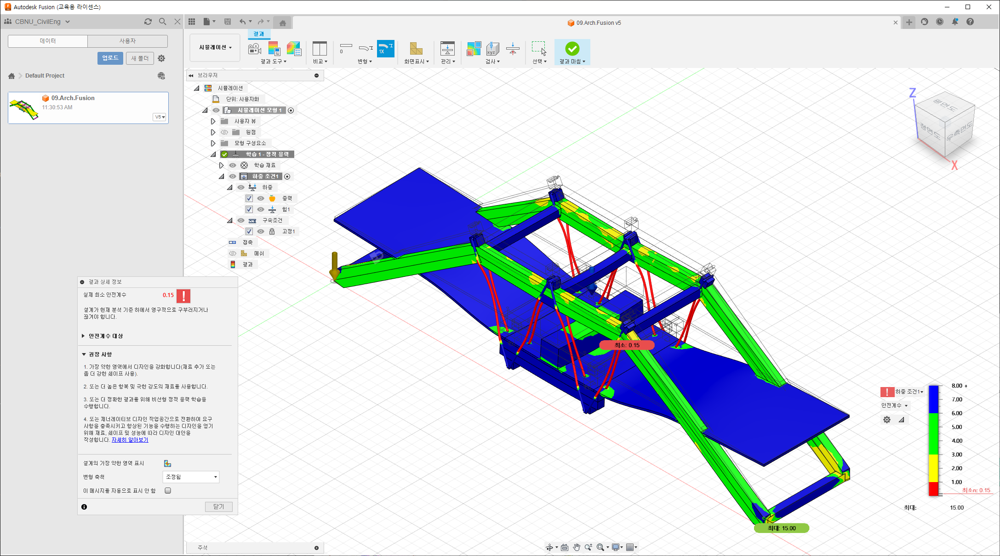 Autodesk Fusion (교육용 라이센스)
CBNU_CivilEng
09.Arch.Fusion v5
데이터
사용자
업로드
새 폴더
Default Project
09.Arch.Fusion
11:30:53 AM
V5
시뮬레이션
결과
결과 도구
비교
변형
0
1X
화면표시
관리
검사
xyz
선택
결과 마침
브라우저
시뮬레이션
단위: 사용자화
시뮬레이션 모형 1
사용자 뷰
원점
모형 구성요소
학습 1 - 정적 응력
학습 재료
하중 조건1
하중
중력
힘1
구속조건
고정1
접촉
메쉬
결과
결과 상세 정보
실제 최소 안전계수
0.15
설계가 현재 분석 기준 하에서 영구적으로 구부러지거나
끊겨야 합니다.
안전계수 대상
권장 사항
1. 가장 약한 영역에서 디자인을 강화합니다(재료 추가 또는
좀 더 강한 쉐이프 사용).
2. 또는 더 높은 항복 및 극한 강도의 재료를 사용합니다.
3. 또는 더 정확한 결과를 위해 비선형 정적 응력 학습을
수행합니다.
4. 또는 제너레이티브 디자인 작업공간으로 전환하여 요구
사항을 충족시키고 향상된 기능을 수행하는 디자인을 얻기
위해 재료, 쉐이프 및 성능에 따라 디자인 대안을
작성합니다. 자세히 알아보기
설계의 가장 약한 영역 표시
변형 축척
조정됨
이 메시지를 자동으로 표시 안 함
닫기
주석
Z
평면도
정면도
우측면도
X
최소: 0.15
최대: 15.00
하중 조건1
안전계수
8.00 +
7.00
6.00
5.00
4.00
3.00
2.00
1.00
최소n: 0.15
최대:
15.00